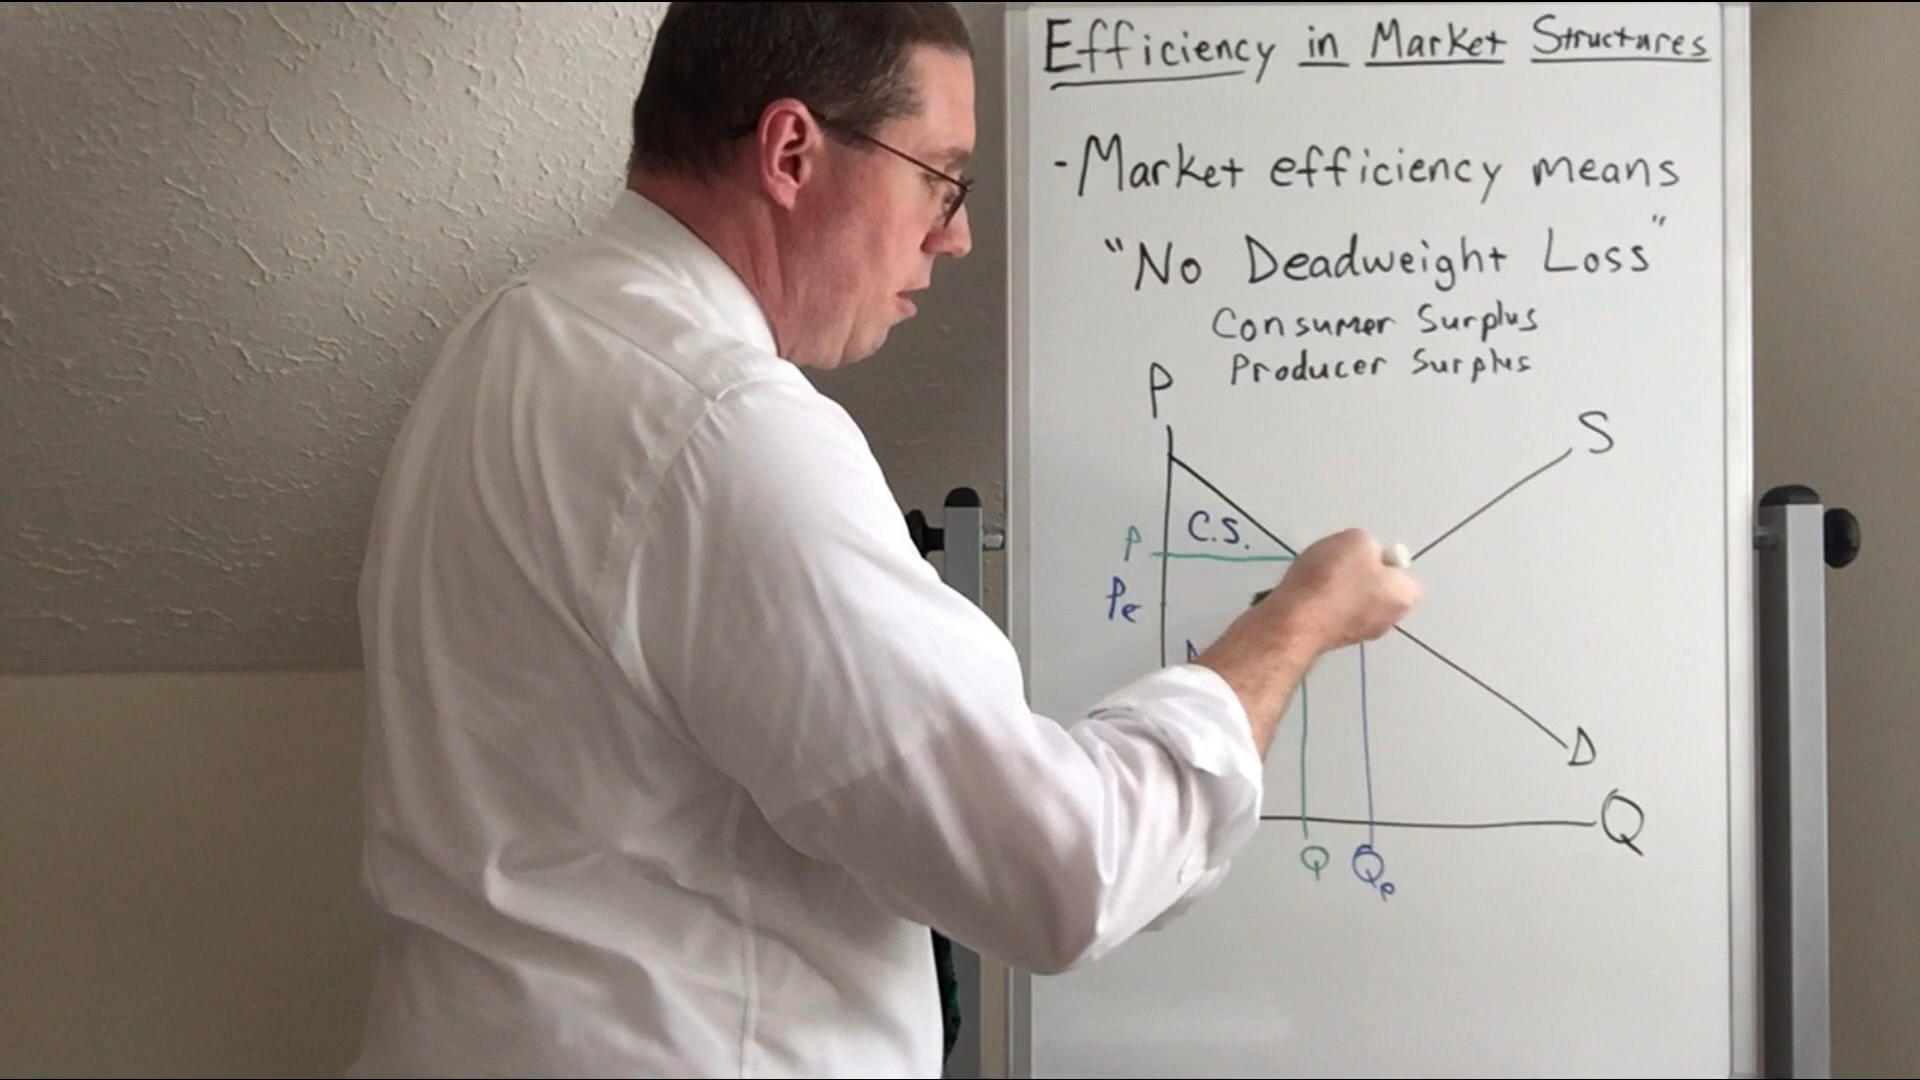 Efficiency in Market Structures
- Market efficiency means
"No Deadweight Loss"
Consumer Surplus
Producer Surplus
P
S
C.S.
P
Pe
D
Q
Q Qe